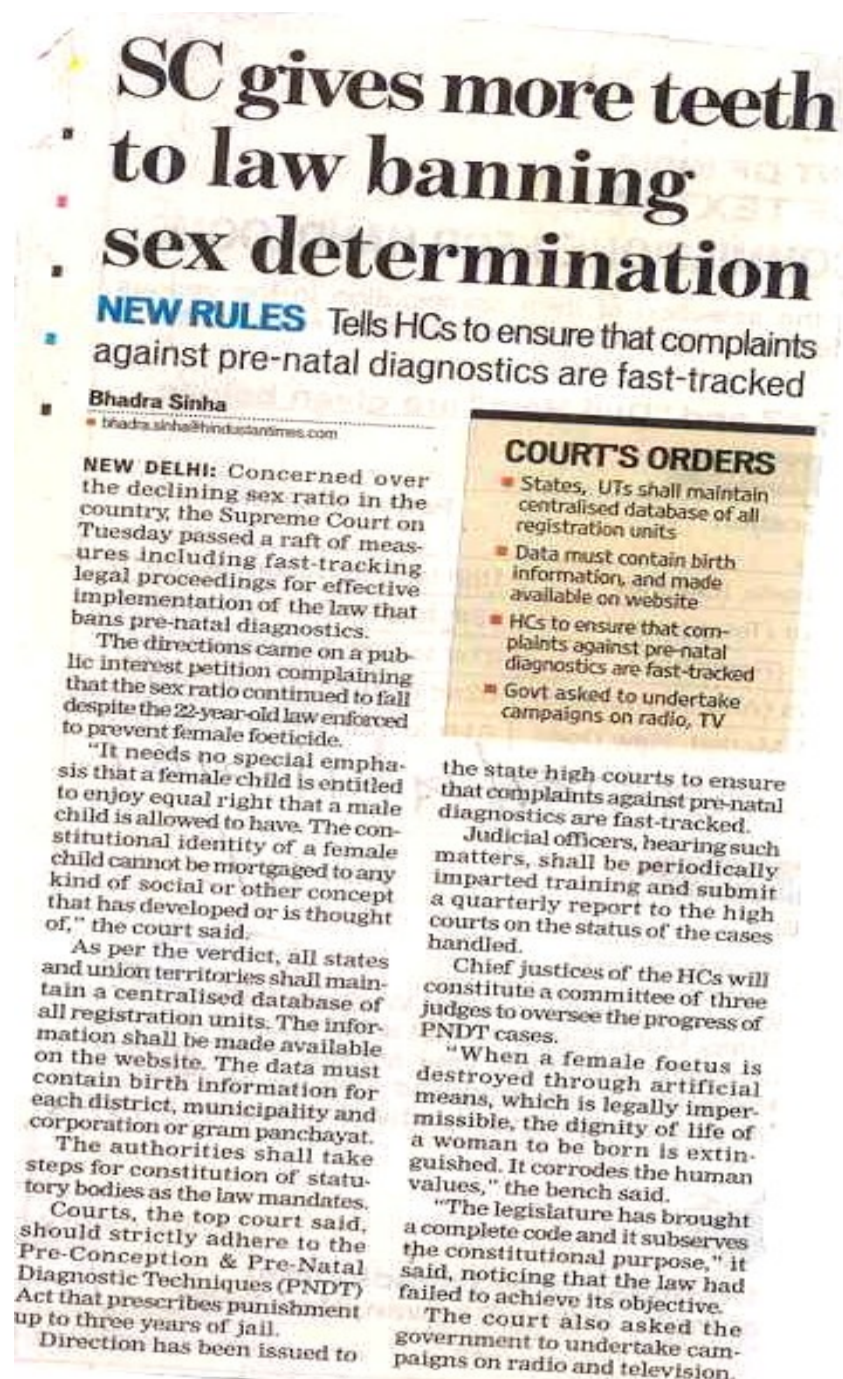 SC gives more teeth
to law banning
sex determination
NEW RULES Tells HCs to ensure that complaints
against pre-natal diagnostics are fast-tracked
Bhadra Sinha
bhadra.sinha@hindustantimes.com
NEW DELHI: Concerned over
the declining sex ratio in the
country, the Supreme Court on
Tuesday passed a raft of meas-
ures including fast-tracking
legal proceedings for effective
implementation of the law that
bans pre-natal diagnostics.
The directions came on a pub-
lic interest petition complaining
that the sex ratio continued to fall
despite the 22-year-old law enforced
to prevent female foeticide.
“It needs no special empha-
sis that a female child is entitled
to enjoy equal right that a male
child is allowed to have. The con-
stitutional identity of a female
child cannot be mortgaged to any
kind of social or other concept
that has developed or is thought
of,” the court said.
As per the verdict, all states
and union territories shall main-
tain a centralised database of
all registration units. The infor-
mation shall be made available
on the website. The data must
contain birth information for
each district, municipality and
corporation or gram panchayat.
The authorities shall take
steps for constitution of statu-
tory bodies as the law mandates.
Courts, the top court said,
should strictly adhere to the
Pre-Conception & Pre-Natal
Diagnostic Techniques (PNDT)
Act that prescribes punishment
up to three years of jail.
Direction has been issued to
COURT'S ORDERS
States, UTs shall maintain
centralised database of all
registration units
Data must contain birth
information, and made
available on website
HCs to ensure that com-
plaints against pre-natal
diagnostics are fast-tracked
Govt asked to undertake
campaigns on radio, TV
the state high courts to ensure
that complaints against pre-natal
diagnostics are fast-tracked.
Judicial officers, hearing such
matters, shall be periodically
imparted training and submit
a quarterly report to the high
courts on the status of the cases
handled.
Chief justices of the HCs will
constitute a committee of three
judges to oversee the progress of
PNDT cases.
“When a female foetus is
destroyed through artificial
means, which is legally imper-
missible, the dignity of life of
a woman to be born is extin-
guished. It corrodes the human
values,” the bench said.
“The legislature has brought
a complete code and it subserves
the constitutional purpose,” it
said, noticing that the law had
failed to achieve its objective.
The court also asked the
government to undertake cam-
paigns on radio and television.